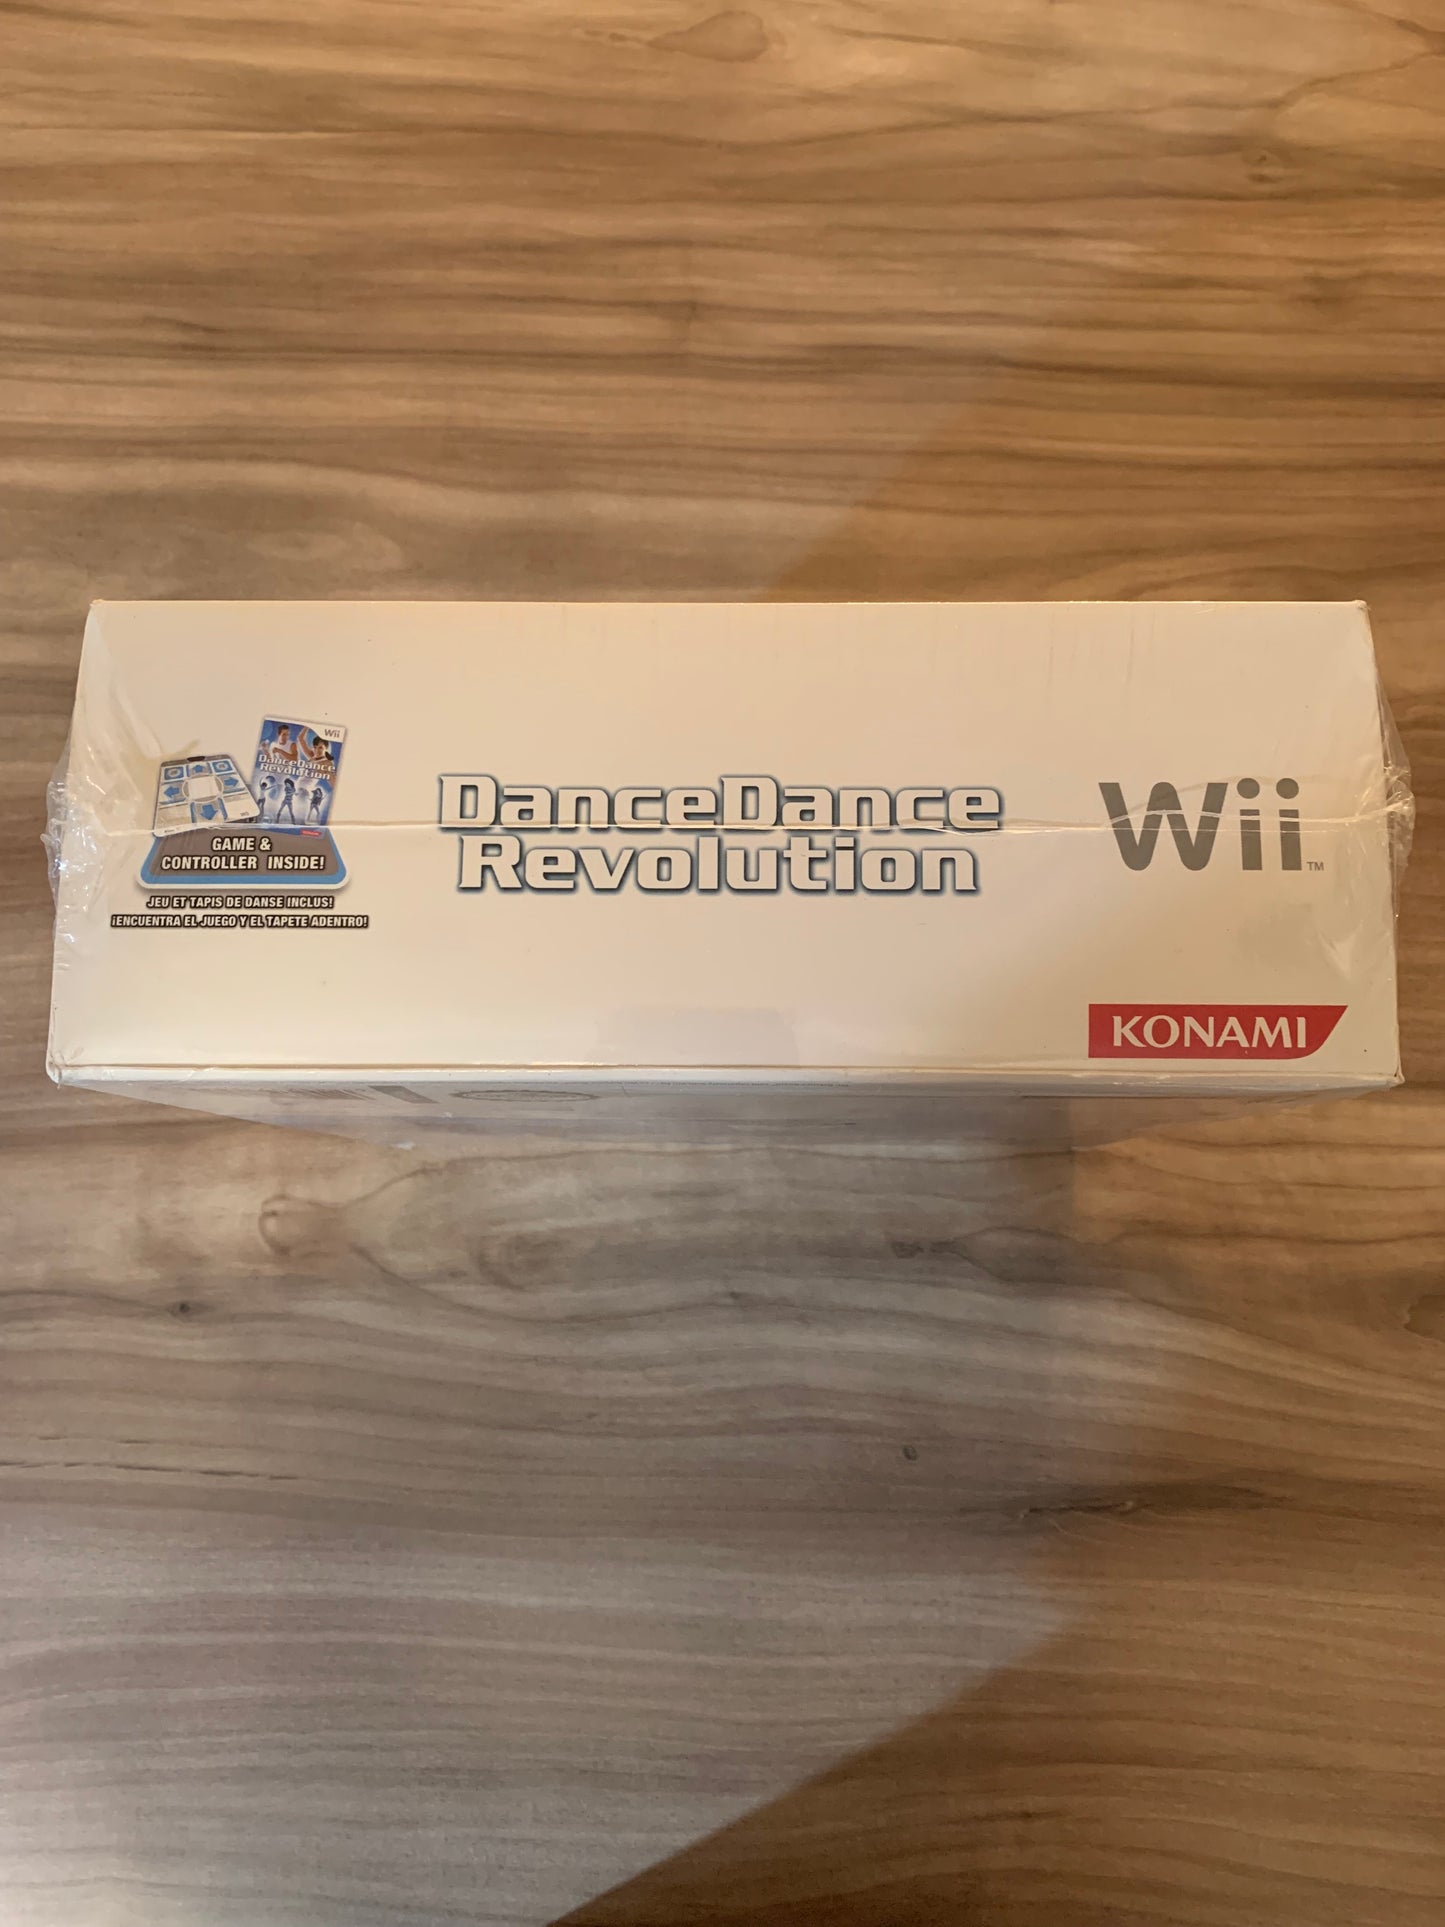 Wii
DanceDance
Revolution
GAME &
CONTROLLER INSIDE!
JEU ET TAPIS DE DANSE INCLUS!
¡ENCUENTRA EL JUEGO Y EL TAPETE ADENTRO!
DanceDance
Revolution
Wii™
KONAMI